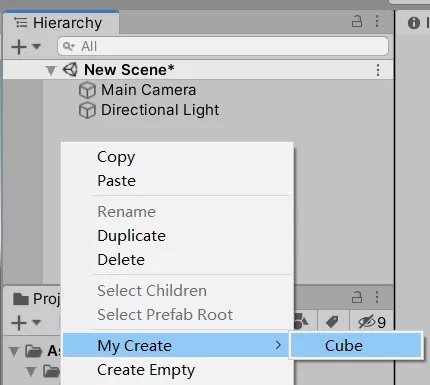 Hierarchy
All
New Scene*
Main Camera
Directional Light
Copy
Paste
Rename
Duplicate
Delete
Select Children
Select Prefab Root
Proj
9
My Create
Cube
As
Create Empty